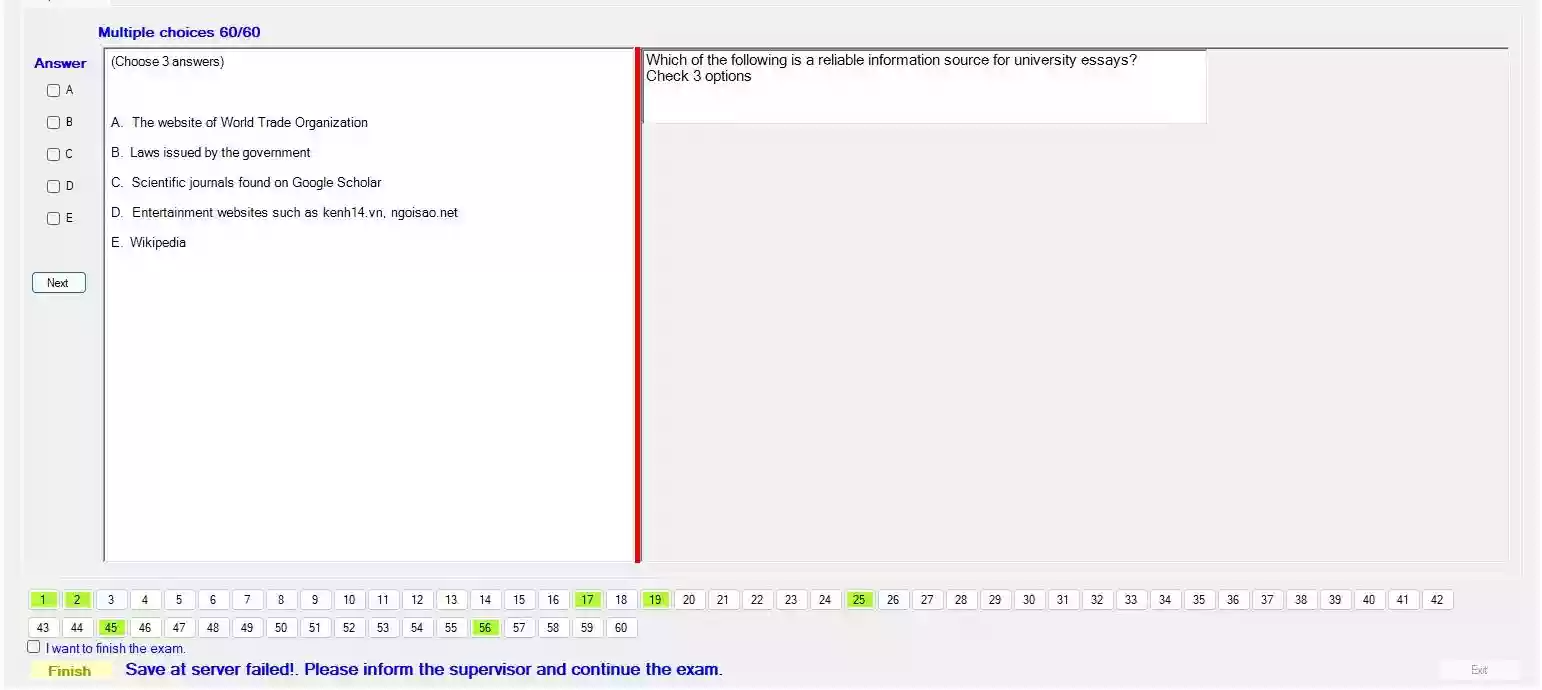 Multiple choices 60/60
Answer
(Choose 3 answers)
Which of the following is a reliable information source for university essays?
Check 3 options
A
B
C
D
E
A. The website of World Trade Organization
B. Laws issued by the government
C. Scientific journals found on Google Scholar
D. Entertainment websites such as kenh14.vn, ngoisao.net
E. Wikipedia
Next
1 2 3 4 5 6 7 8 9 10 11 12 13 14 15 16 17 18 19 20 21 22 23 24 25 26 27 28 29 30 31 32 33 34 35 36 37 38 39 40 41 42
43 44 45 46 47 48 49 50 51 52 53 54 55 56 57 58 59 60
I want to finish the exam.
Finish Save at server failed!. Please inform the supervisor and continue the exam. Exit